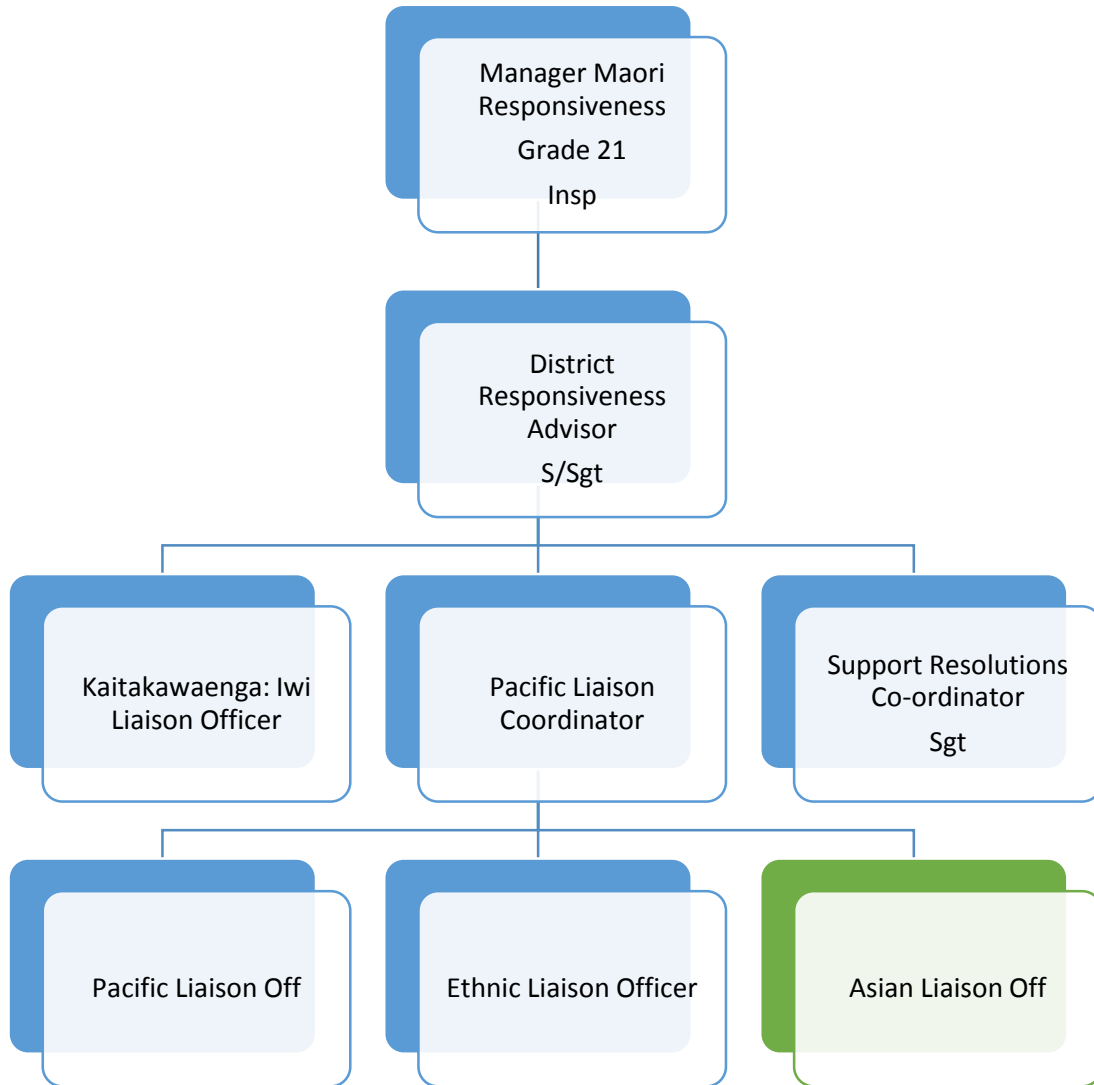 Manager Maori
Responsiveness
Grade 21
Insp
District
Responsiveness
Advisor
S/Sgt
Kaitakawaenga: Iwi
Liaison Officer
Pacific Liaison
Coordinator
Support Resolutions
Co-ordinator
Sgt
Pacific Liaison Off
Ethnic Liaison Officer
Asian Liaison Off